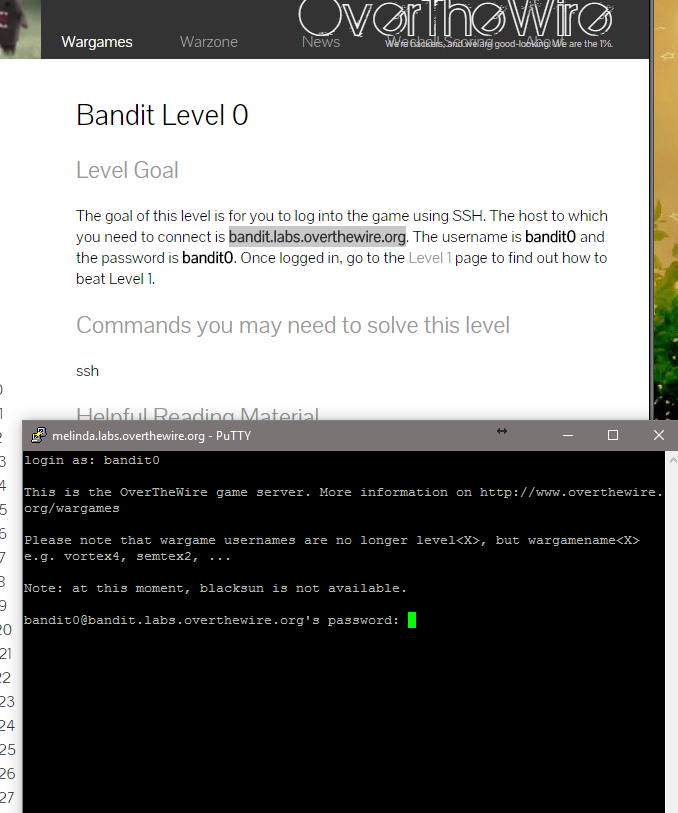 OverTheWire
We're hackers, and we are good-looking. We are the 1%.
Wargames Warzone News Wechall Scoring About
Bandit Level 0
Level Goal
The goal of this level is for you to log into the game using SSH. The host to which
you need to connect is bandit.labs.overthewire.org. The username is bandit0 and
the password is bandit0. Once logged in, go to the Level 1 page to find out how to
beat Level 1.
Commands you may need to solve this level
ssh
Helpful Reading Material
0
1
2
3
4
5
6
7
8
9
20
21
22
23
24
25
26
27
melinda.labs.overthewire.org - PuTTY
login as: bandit0
This is the OverTheWire game server. More information on http://www.overthewire.
org/wargames
Please note that wargame usernames are no longer level<X>, but wargamename<X>
e.g. vortex4, semtex2, ...
Note: at this moment, blacksun is not available.
bandit0@bandit.labs.overthewire.org's password: